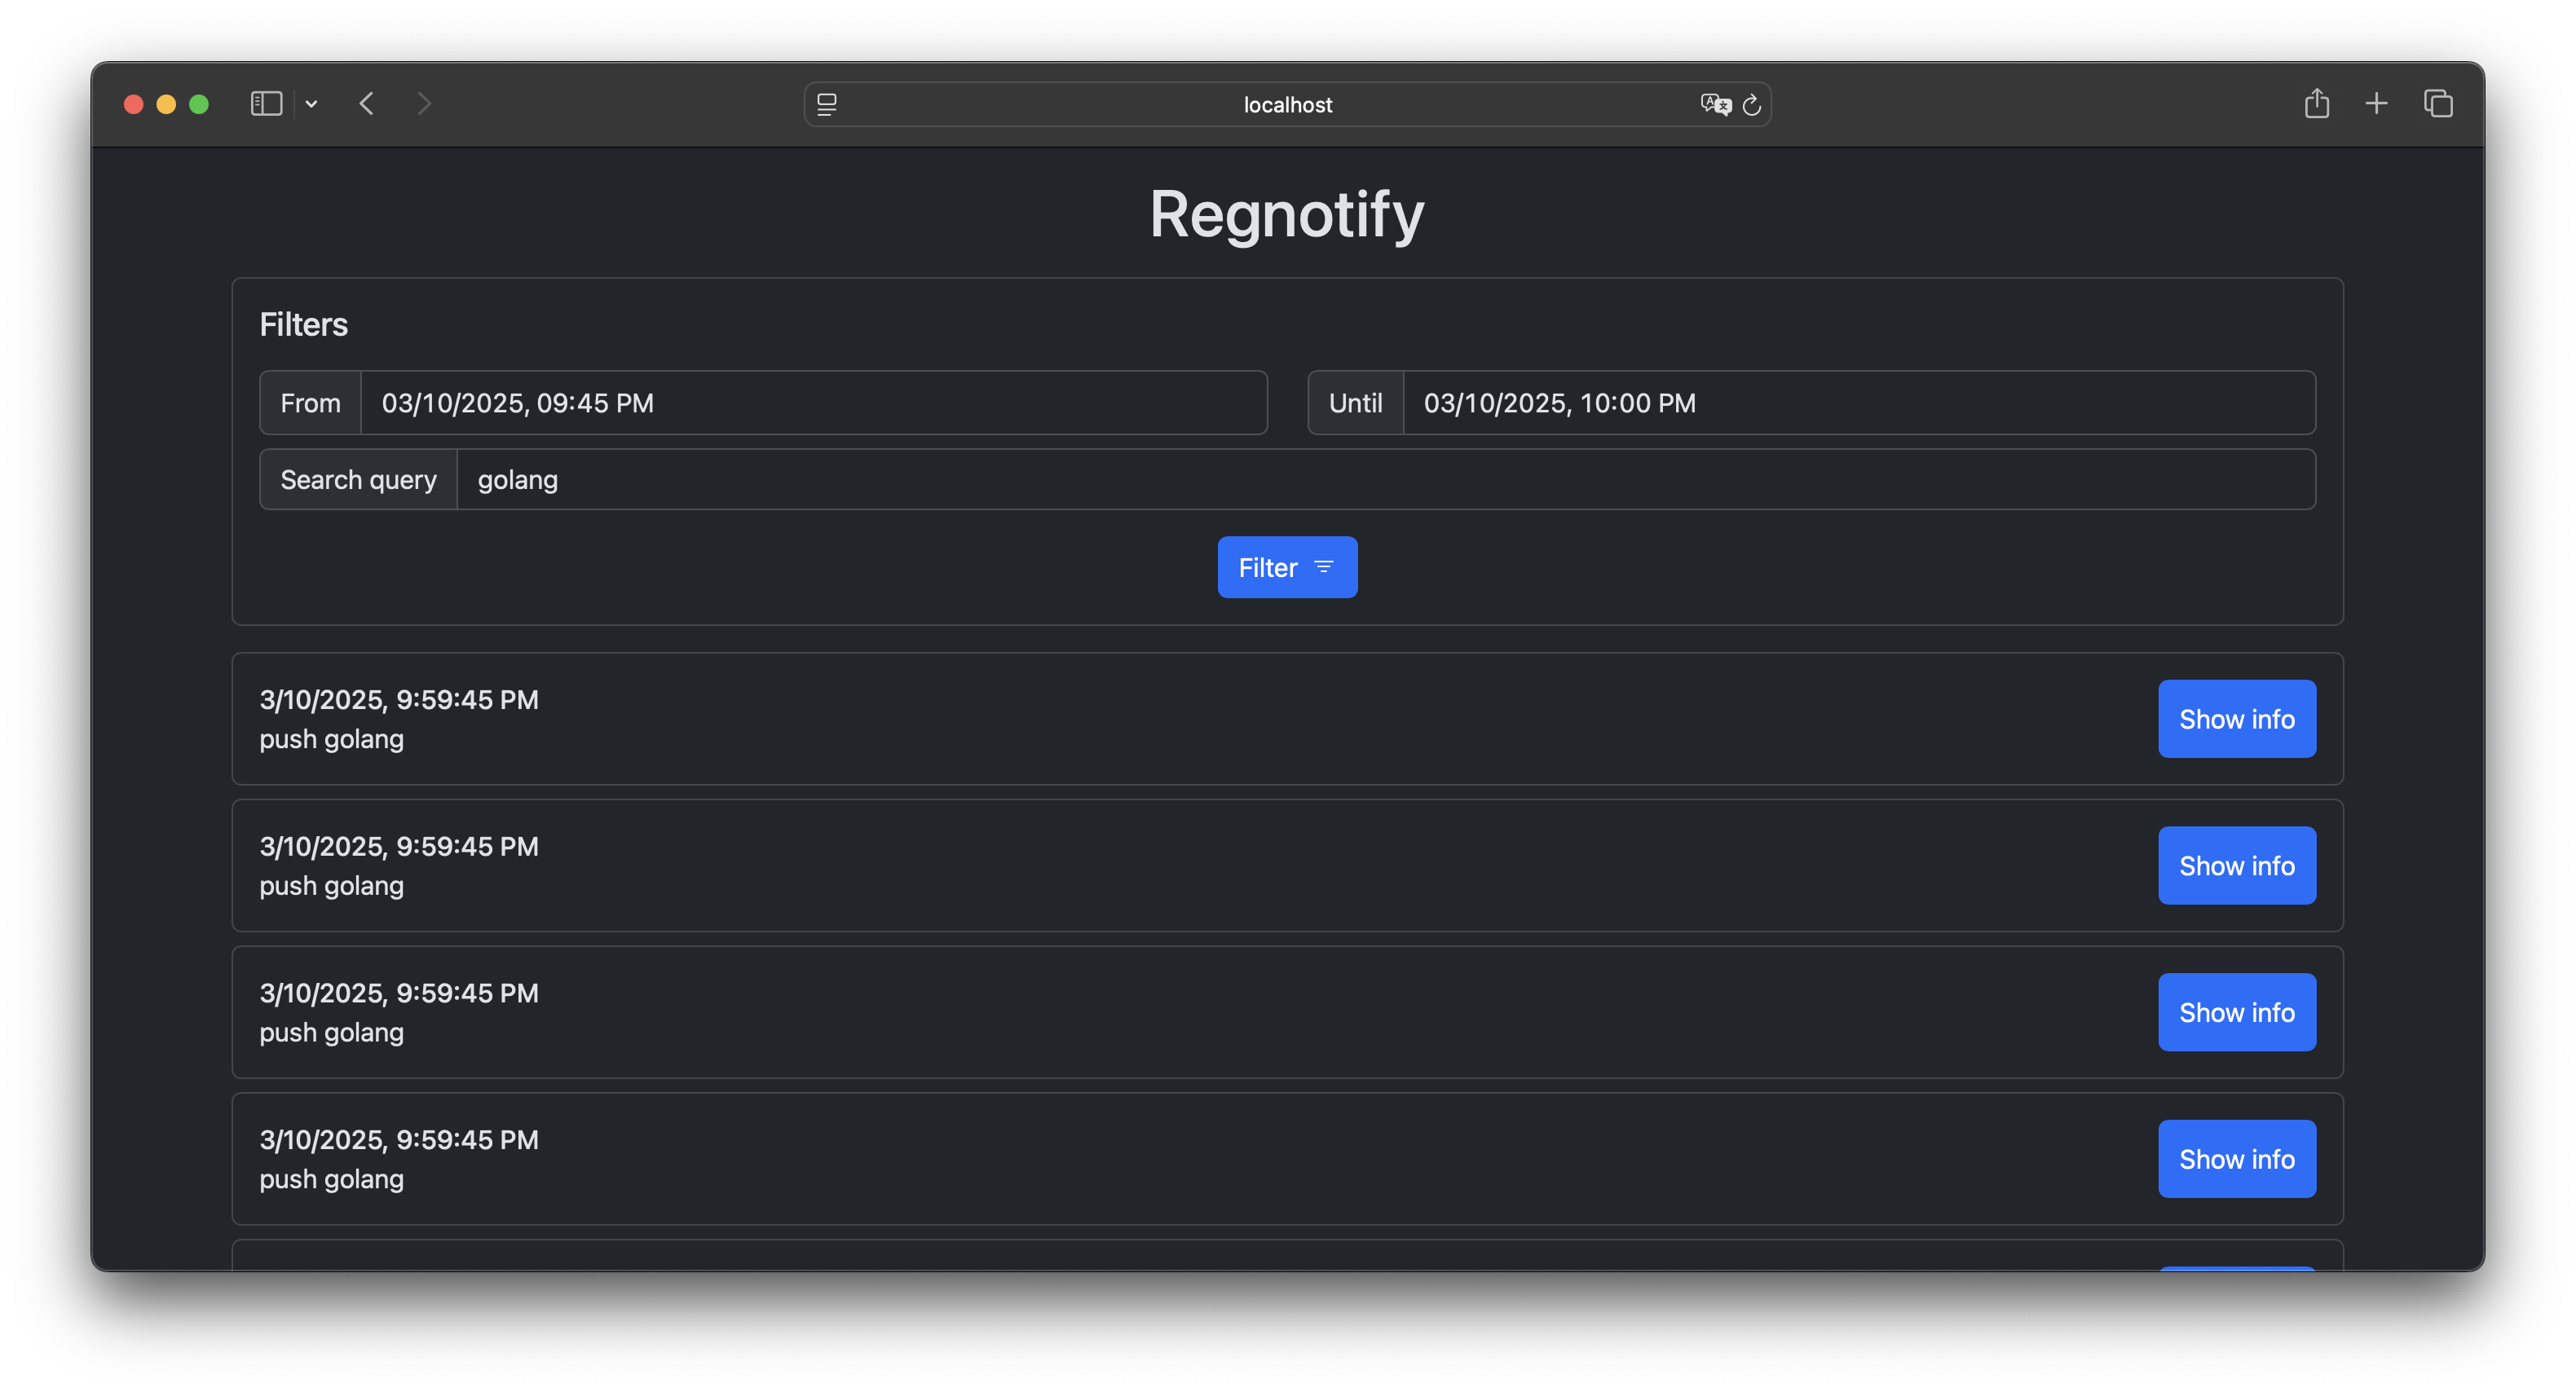 localhost
Regnotify
Filters
From 03/10/2025, 09:45 PM Until 03/10/2025, 10:00 PM
Search query golang
Filter
3/10/2025, 9:59:45 PM
push golang
Show info
3/10/2025, 9:59:45 PM
push golang
Show info
3/10/2025, 9:59:45 PM
push golang
Show info
3/10/2025, 9:59:45 PM
push golang
Show info